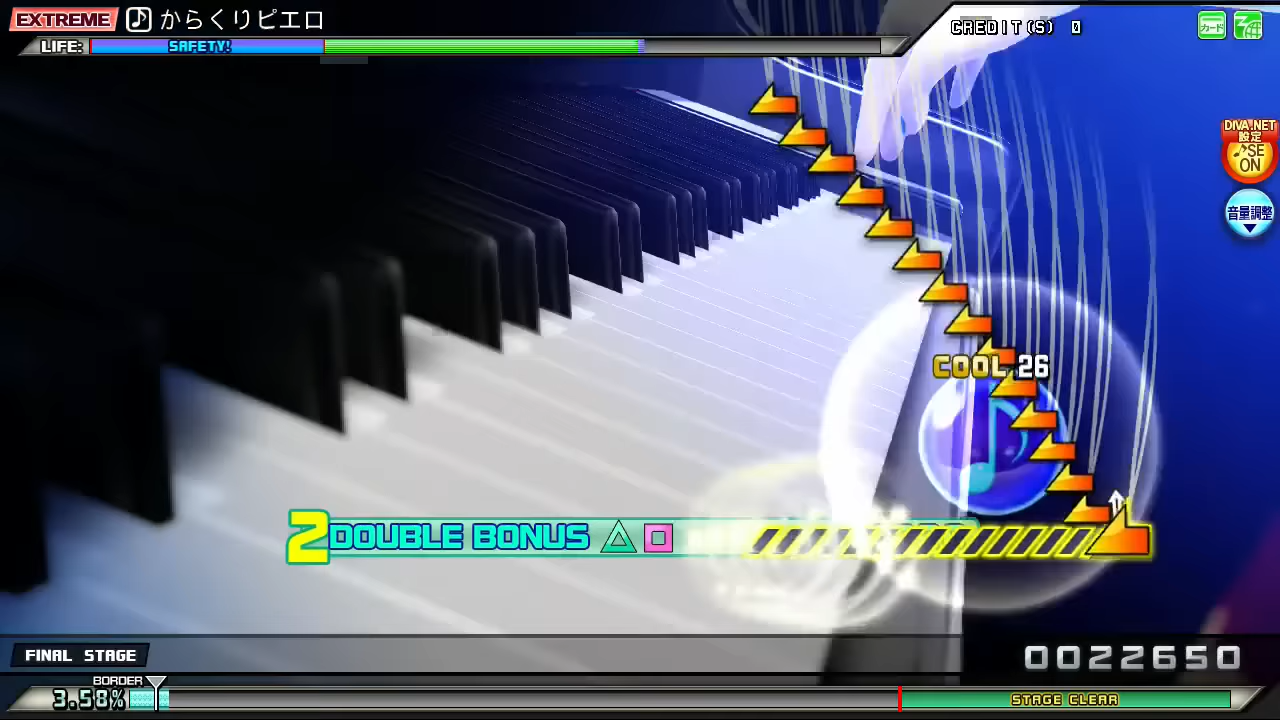 EXTREME からくりピエロ
LIFE: SAFETY!
CREDIT(S) 0
カード
DIVA.NET
設定
SE
ON
音量調整
COOL 26
2 DOUBLE BONUS
FINAL STAGE
0022650
BORDER
3.58%
STAGE CLEAR